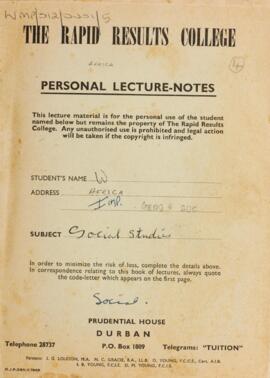 THE RAPID RESULTS COLLEGE
AFRICA
PERSONAL LECTURE-NOTES
This lecture material is for the personal use of the student
named below but remains the property of The Rapid Results
College. Any unauthorised use is prohibited and legal action
will be taken if the copyright is infringed.
STUDENT'S NAME W
ADDRESS AFRICA
SUBJECT Social Studies
In order to minimize the risk of loss, complete the details above.
In correspondence relating to this book of lectures, always quote
the code-letter which appears on the first page.
Social.
PRUDENTIAL HOUSE
DURBAN
Telephone 28737 P.O. Box 1809 Telegrams: "TUITION"